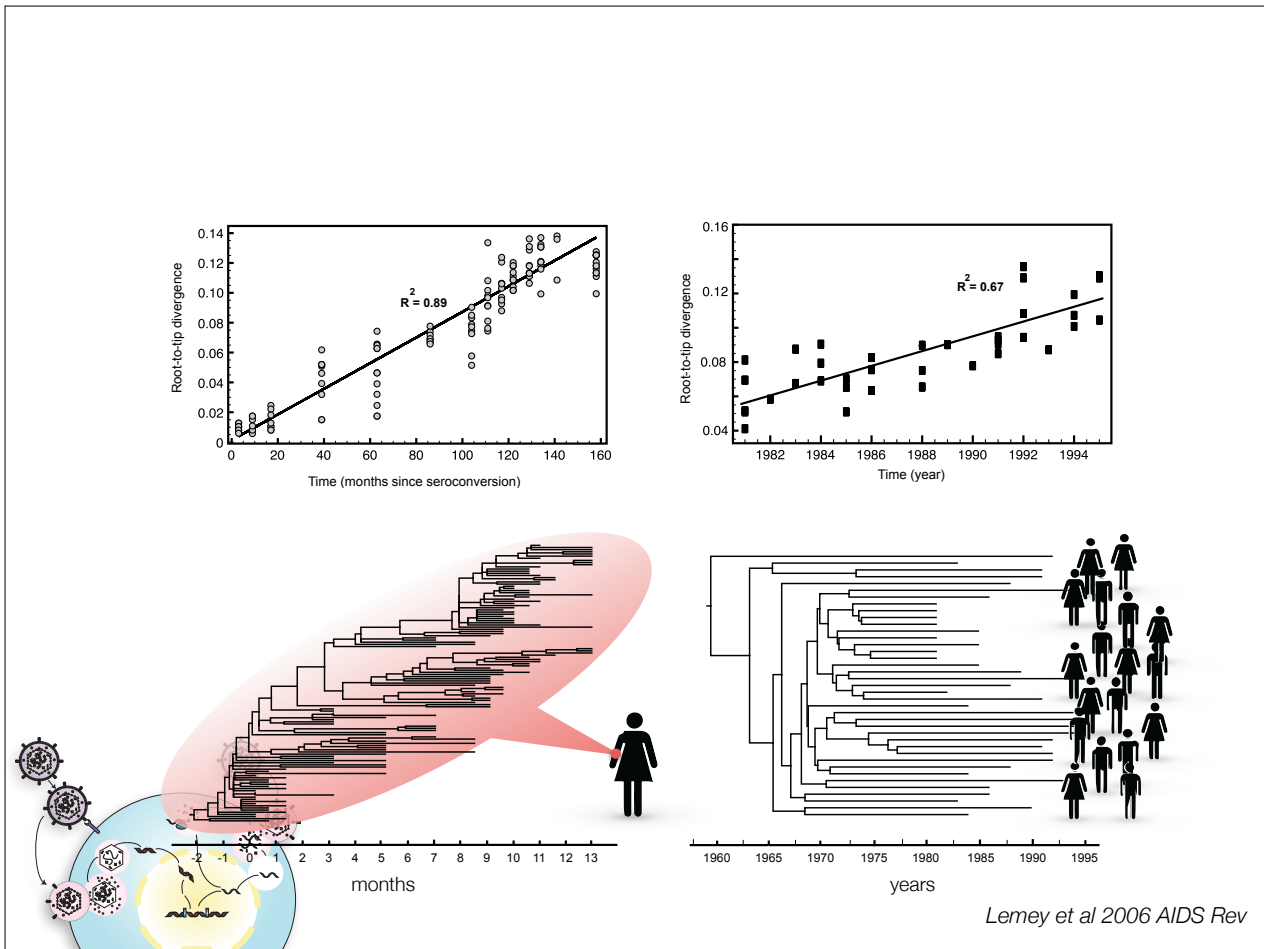 0.14
0.12
0.10
0.08
0.06
0.04
0.02
0
Root-to-tip divergence
2
R = 0.89
0 20 40 60 80 100 120 140 160
Time (months since seroconversion)
0.16
0.12
0.08
0.04
Root-to-tip divergence
2
R = 0.67
1982 1984 1986 1988 1990 1992 1994
Time (year)
-2 -1 0 1 2 3 4 5 6 7 8 9 10 11 12 13
months
1960 1965 1970 1975 1980 1985 1990 1995
years
Lemey et al 2006 AIDS Rev